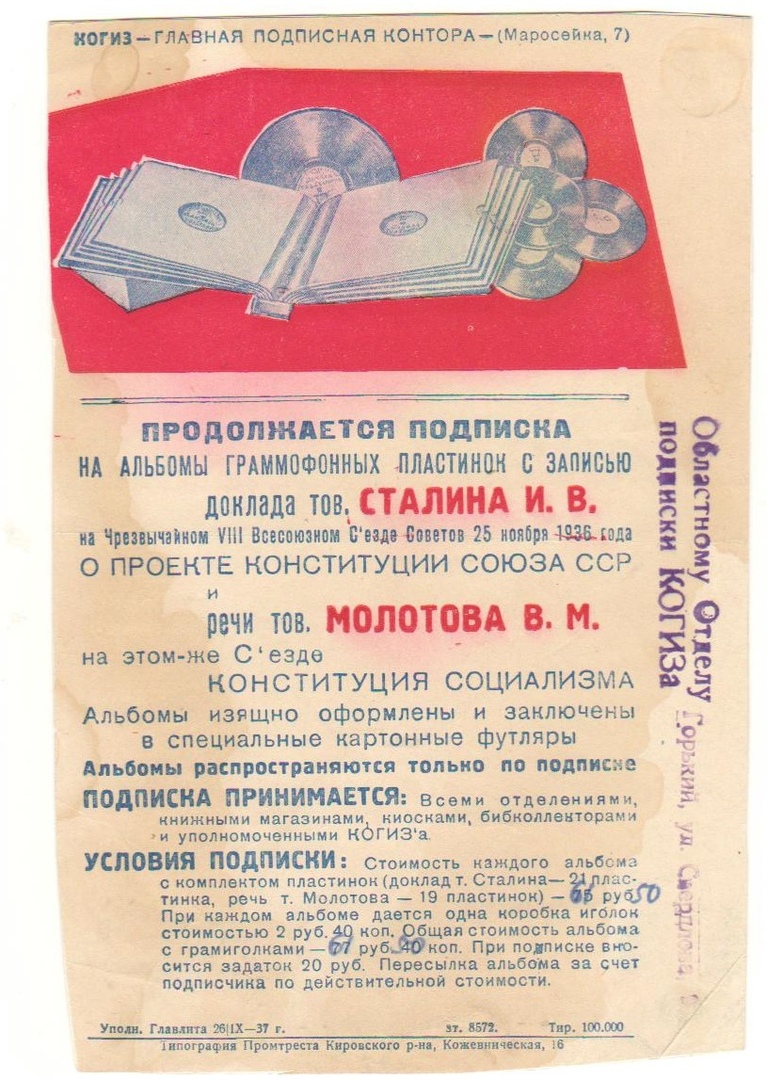 КОГИЗ—ГЛАВНАЯ ПОДПИСНАЯ КОНТОРА—(Маросейка, 7)
ПРОДОЛЖАЕТСЯ ПОДПИСКА
НА АЛЬБОМЫ ГРАММОФОННЫХ ПЛАСТИНОК С ЗАПИСЬЮ
ДОКЛАДА ТОВ. СТАЛИНА И. В.
на Чрезвычайном VIII Всесоюзном С'езде Советов 25 ноября 1936 года
О ПРОЕКТЕ КОНСТИТУЦИИ СОЮЗА ССР
и
РЕЧИ ТОВ. МОЛОТОВА В. М.
на этом-же С'езде
КОНСТИТУЦИЯ СОЦИАЛИЗМА
Альбомы изящно оформлены и заключены
в специальные картонные футляры
Альбомы распространяются только по подписке
ПОДПИСКА ПРИНИМАЕТСЯ: Всеми отделениями,
книжными магазинами, киосками, бибколлекторами
и уполномоченными КОГИЗ'а.
УСЛОВИЯ ПОДПИСКИ: Стоимость каждого альбома
с комплектом пластинок (доклад т. Сталина—21 плас-
тинка, речь т. Молотова — 19 пластинок) — руб. 50
При каждом альбоме дается одна коробка иголок
стоимостью 2 руб. 40 коп. Общая стоимость альбома
с грамиголками — руб. коп. При подписке вно-
сится задаток 20 руб. Пересылка альбома за счет
подписчика по действительной стоимости.
Уполн. Главлита 26|IX—37 г. зт. 8572. Тир. 100.000
Типография Промтреста Кировского р-на, Кожевническая, 16
Областному Отделу
подписки КОГИЗа
Горький, ул. Свердлова,